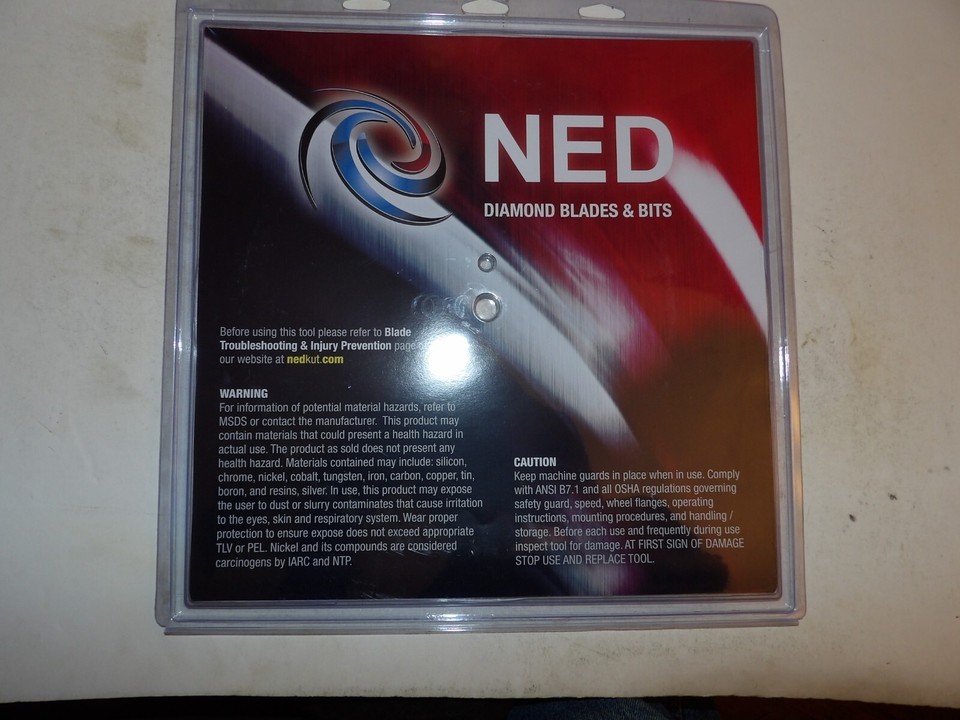 NED
DIAMOND BLADES & BITS
Before using this tool please refer to Blade
Troubleshooting & Injury Prevention page
our website at nedkut.com
WARNING
For information of potential material hazards, refer to
MSDS or contact the manufacturer. This product may
contain materials that could present a health hazard in
actual use. The product as sold does not present any
health hazard. Materials contained may include: silicon,
chrome, nickel, cobalt, tungsten, iron, carbon, copper, tin,
boron, and resins, silver. In use, this product may expose
the user to dust or slurry contaminates that cause irritation
to the eyes, skin and respiratory system. Wear proper
protection to ensure expose does not exceed appropriate
TLV or PEL. Nickel and its compounds are considered
carcinogens by IARC and NTP.
CAUTION
Keep machine guards in place when in use. Comply
with ANSI B7.1 and all OSHA regulations governing
safety guard, speed, wheel flanges, operating
instructions, mounting procedures, and handling /
storage. Before each use and frequently during use
inspect tool for damage. AT FIRST SIGN OF DAMAGE
STOP USE AND REPLACE TOOL.